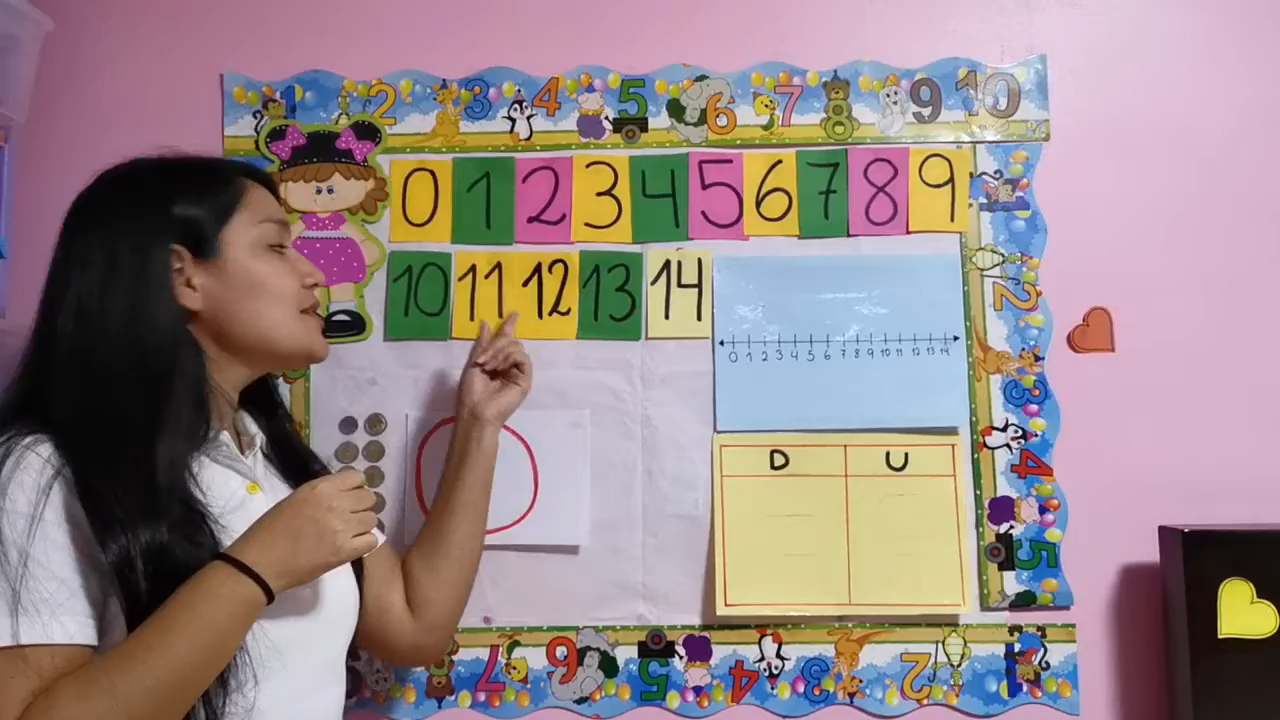 1 2 3 4 5 6 7 8 9 10
0 1 2 3 4 5 6 7 8 9
10 11 12 13 14
0 1 2 3 4 5 6 7 8 9 10 11 12 13 14
D U
2
3
4
5
7 6 5 4 3 2 1